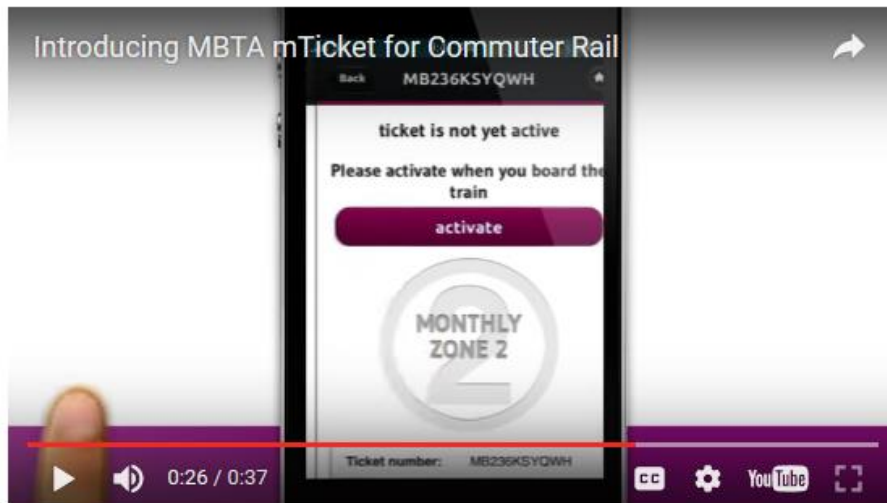 Introducing MBTA mTicket for Commuter Rail
Back MB236KSYQWH
ticket is not yet active
Please activate when you board the
train
activate
2
MONTHLY
ZONE 2
Ticket number: MB236KSYQWH
0:26 / 0:37 CC YouTube